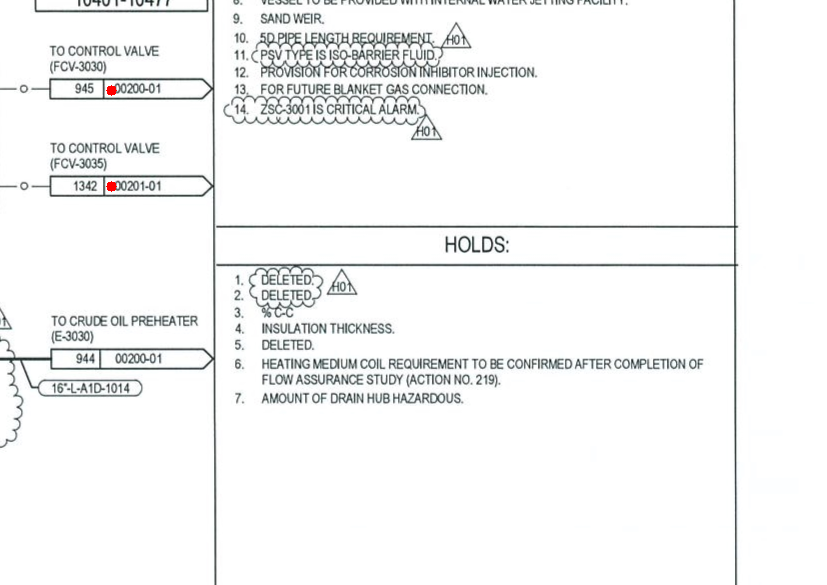 10401-10477
TO CONTROL VALVE
(FCV-3030)
945 00200-01
TO CONTROL VALVE
(FCV-3035)
1342 00201-01
TO CRUDE OIL PREHEATER
(E-3030)
944 00200-01
16"-L-A1D-1014
8. VESSEL TO BE PROVIDED WITH INTERNAL WATER JETTING FACILITY.
9. SAND WEIR.
10. 5D PIPE LENGTH REQUIREMENT.
H01
11. PSV TYPE IS ISO-BARRIER FLUID.
12. PROVISION FOR CORROSION INHIBITOR INJECTION.
13. FOR FUTURE BLANKET GAS CONNECTION.
14. ZSC-3001 IS CRITICAL ALARM.
H01
HOLDS:
1. DELETED.
H01
2. DELETED.
3. % C-C
4. INSULATION THICKNESS.
5. DELETED.
6. HEATING MEDIUM COIL REQUIREMENT TO BE CONFIRMED AFTER COMPLETION OF
FLOW ASSURANCE STUDY (ACTION NO. 219).
7. AMOUNT OF DRAIN HUB HAZARDOUS.